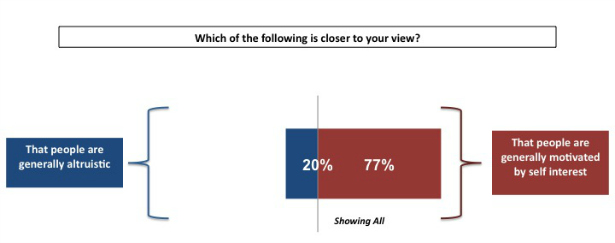 Which of the following is closer to your view?
That people are
generally altruistic
20% 77%
That people are
generally motivated
by self interest
Showing All